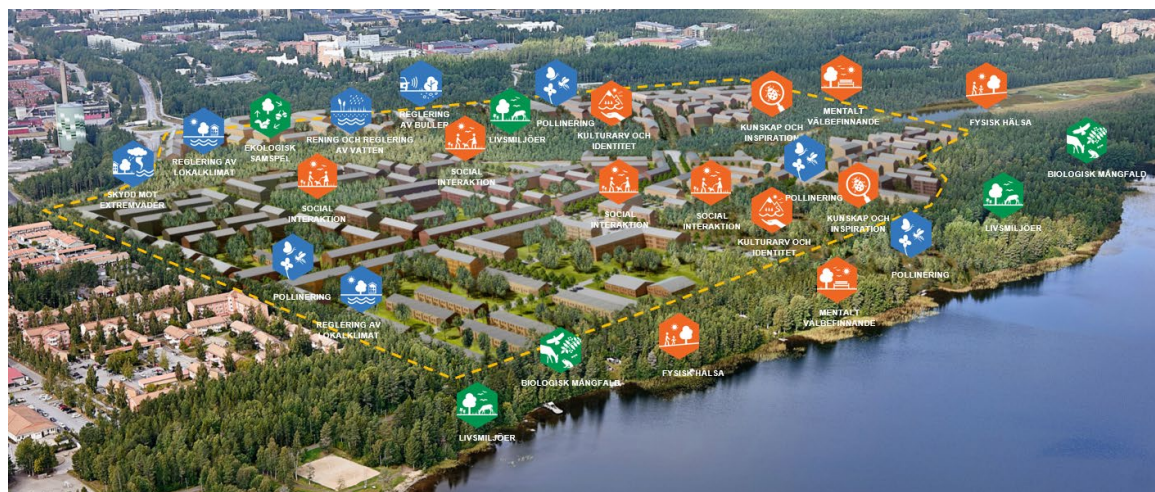 REGLERING
AV BULLER
POLLINERING
LIVSMILJÖER
KULTURARV OCH
IDENTITET
KUNSKAP OCH
INSPIRATION
MENTALT
VÄLBEFINNANDE
FYSISK HÄLSA
RENING OCH REGLERING
AV VATTEN
EKOLOGISK
SAMSPEL
REGLERING AV
LOKALKLIMAT
SKYDD MOT
EXTREMVÄDER
SOCIAL
INTERAKTION
SOCIAL
INTERAKTION
SOCIAL
INTERAKTION
SOCIAL
INTERAKTION
BIOLOGISK MÅNGFALD
POLLINERING
KUNSKAP OCH
INSPIRATION
LIVSMILJÖER
KULTURARV OCH
IDENTITET
POLLINERING
POLLINERING
REGLERING AV
LOKALKLIMAT
MENTALT
VÄLBEFINNANDE
FYSISK HÄLSA
BIOLOGISK MÅNGFALD
LIVSMILJÖER